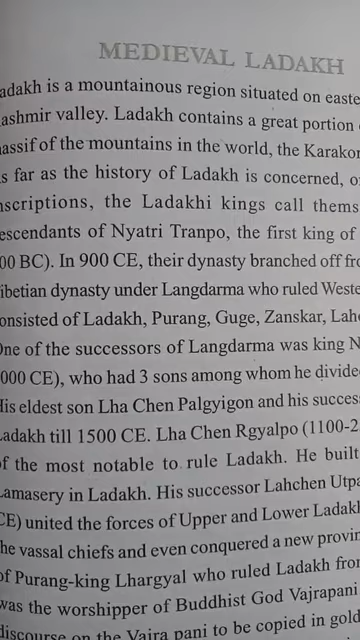 MEDIEVAL LADAKH
adakh is a mountainous region situated on easte
ashmir valley. Ladakh contains a great portion
assif of the mountains in the world, the Karakor
s far as the history of Ladakh is concerned, o
nscriptions, the Ladakhi kings call thems
escendants of Nyatri Tranpo, the first king of
00 BC). In 900 CE, their dynasty branched off fro
ibetian dynasty under Langdarma who ruled Weste
onsisted of Ladakh, Purang, Guge, Zanskar, Lah
One of the successors of Langdarma was king N
000 CE), who had 3 sons among whom he divide
His eldest son Lha Chen Palgyigon and his success
Ladakh till 1500 CE. Lha Chen Rgyalpo (1100-2
of the most notable to rule Ladakh. He built
Lamasery in Ladakh. His successor Lahchen Utpa
CE) united the forces of Upper and Lower Ladakh
he vassal chiefs and even conquered a new provin
of Purang-king Lhargyal who ruled Ladakh from
was the worshipper of Buddhist God Vajrapani
discourse on the Vajra pani to be copied in gold